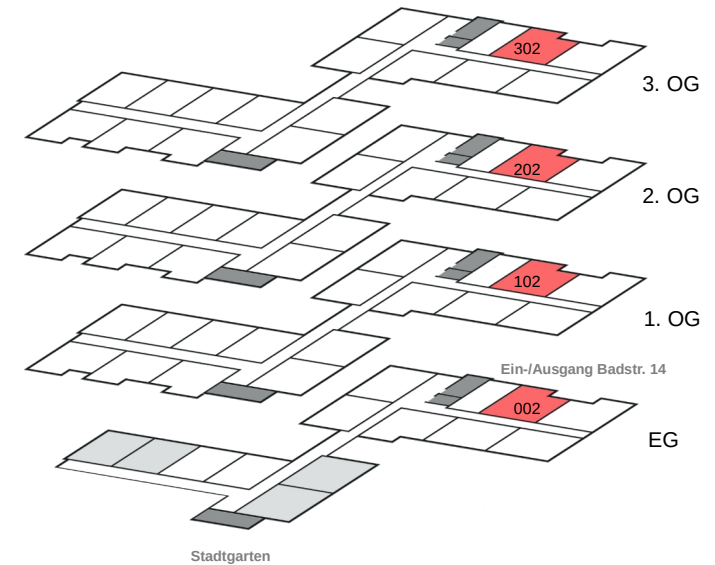 302
3. OG
202
2. OG
102
1. OG
Ein-/Ausgang Badstr. 14
002
EG
Stadtgarten